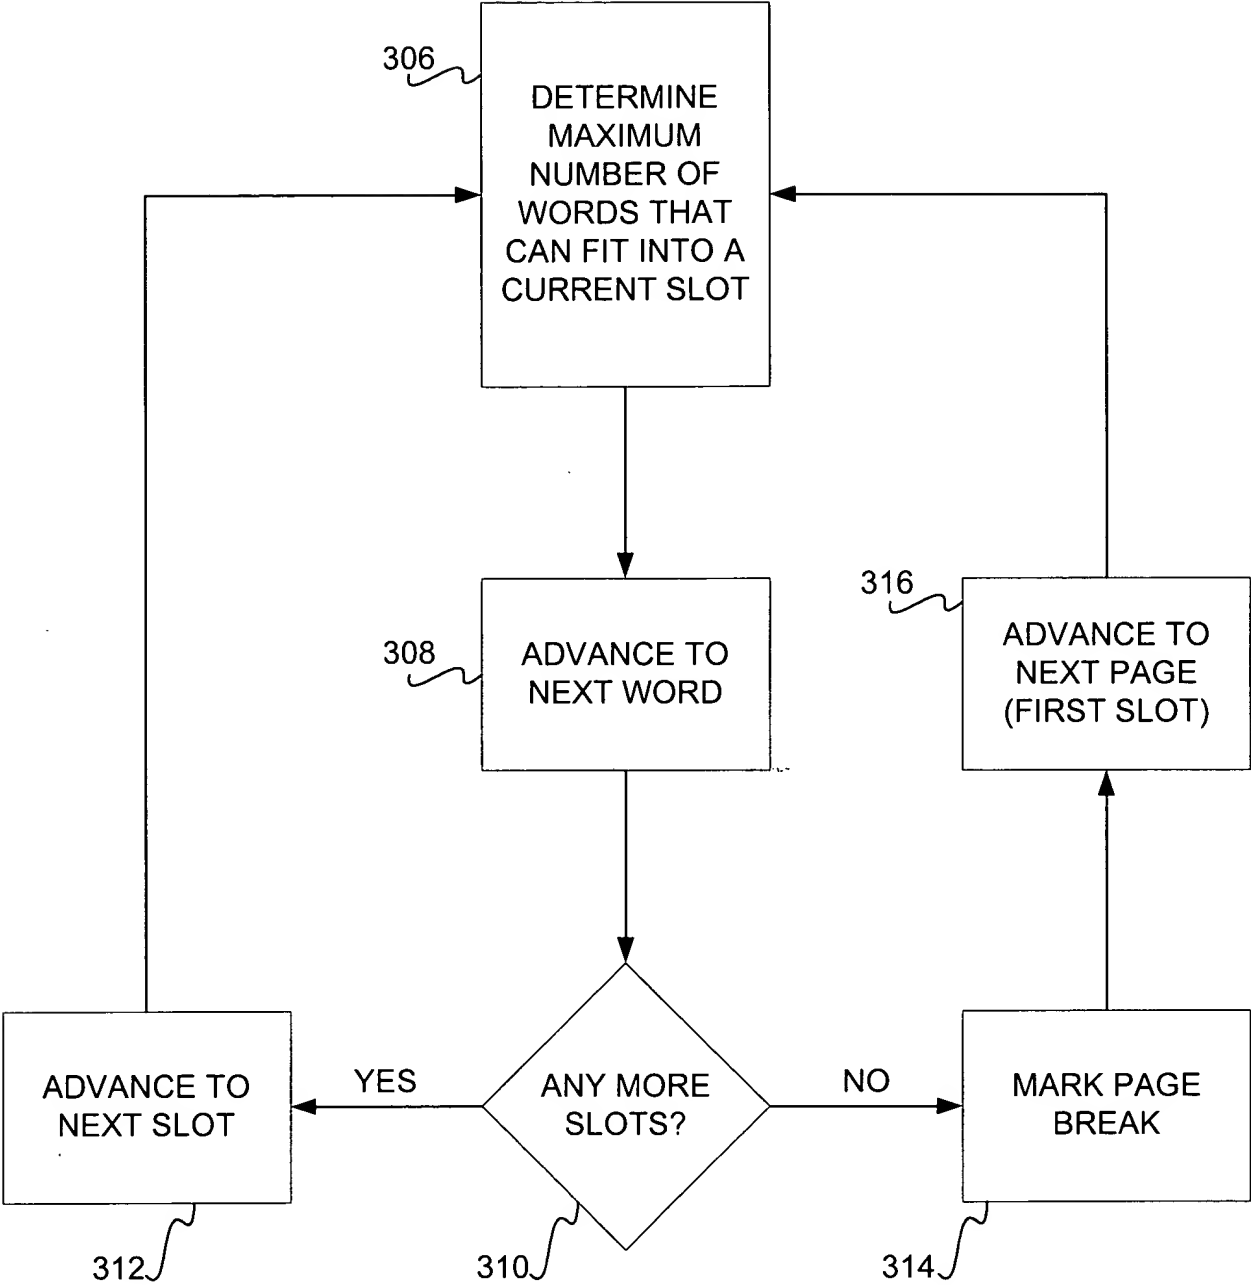 306
DETERMINE
MAXIMUM
NUMBER OF
WORDS THAT
CAN FIT INTO A
CURRENT SLOT
308
ADVANCE TO
NEXT WORD
316
ADVANCE TO
NEXT PAGE
(FIRST SLOT)
ADVANCE TO
NEXT SLOT
YES
ANY MORE
SLOTS?
NO
MARK PAGE
BREAK
312
310
314